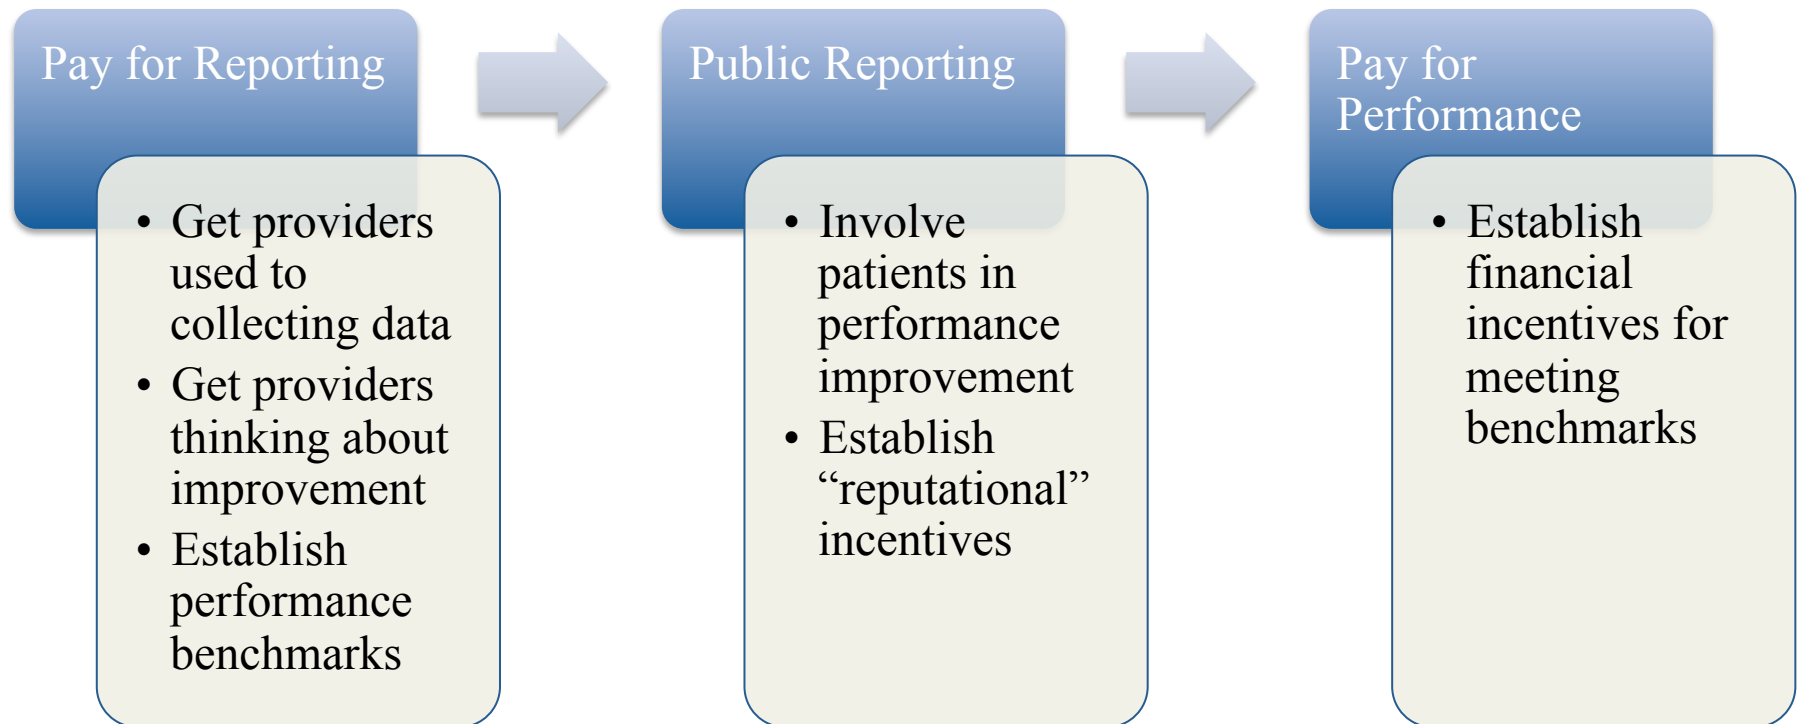 Pay for Reporting
• Get providers
used to
collecting data
• Get providers
thinking about
improvement
• Establish
performance
benchmarks
Public Reporting
• Involve
patients in
performance
improvement
• Establish
“reputational”
incentives
Pay for
Performance
• Establish
financial
incentives for
meeting
benchmarks